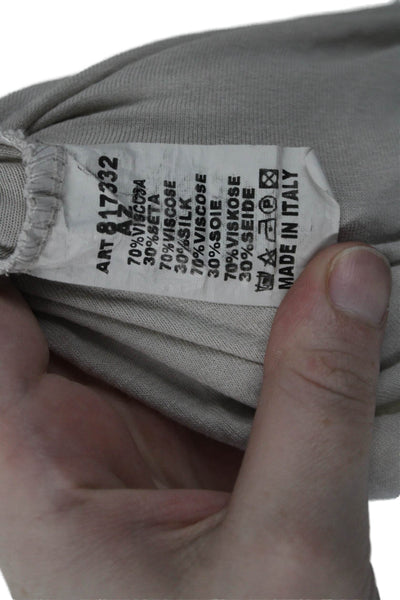 ART 817332
AZ
70%VISCOSA
30%SETA
70%VISCOSE
30%SILK
70%VISCOSE
30%SOIE
70%VISKOSE
30%SEIDE
MADE IN ITALY